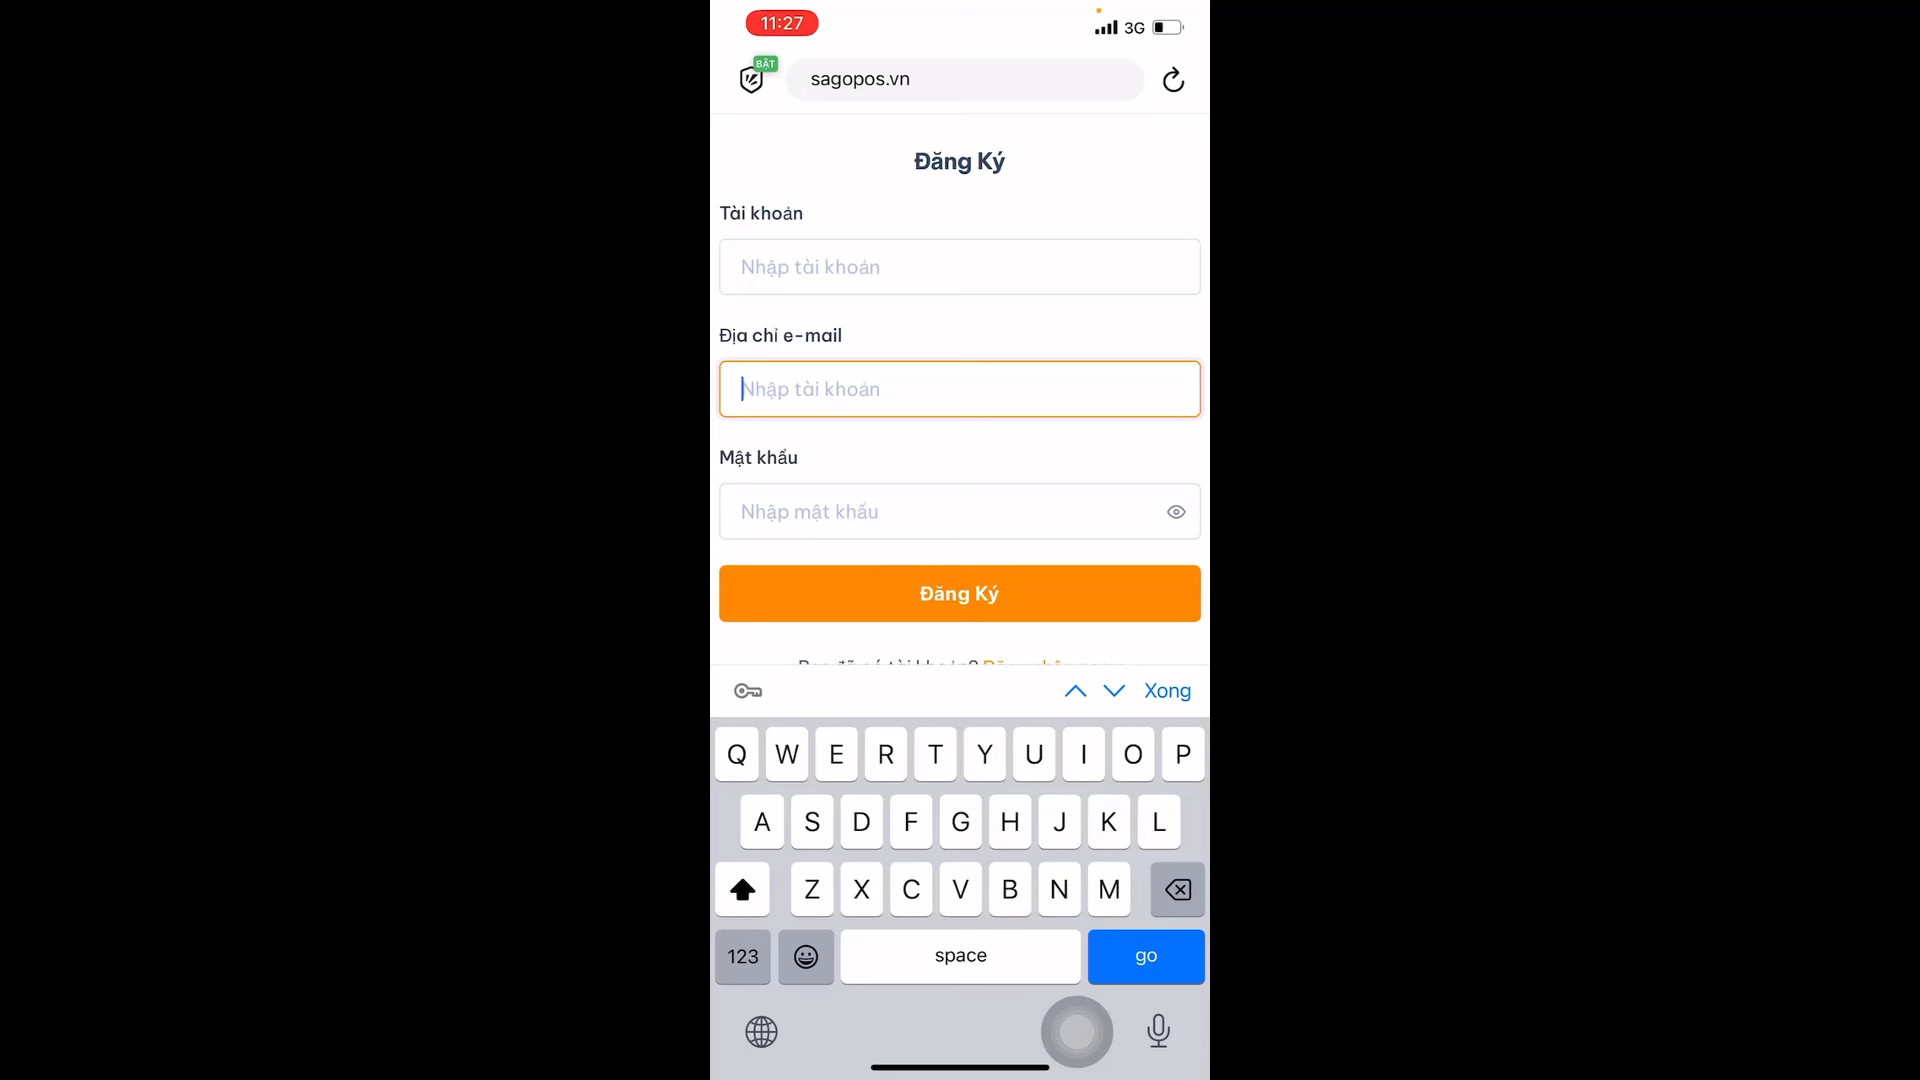 11:27
3G
BẬT
sagopos.vn
Đăng Ký
Tài khoản
Nhập tài khoản
Địa chỉ e-mail
Nhập tài khoản
Mật khẩu
Nhập mật khẩu
Đăng Ký
Xong
Q W E R T Y U I O P
A S D F G H J K L
Z X C V B N M
123 space go